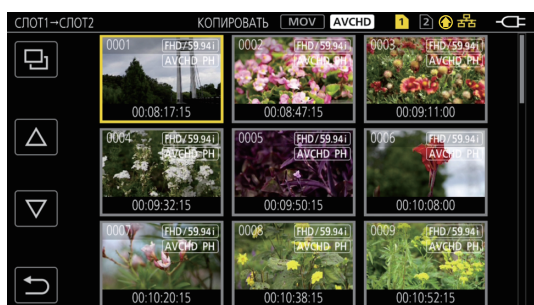 СЛОТ1→СЛОТ2 КОПИРОВАТЬ MOV AVCHD 1 2
0001 FHD/59.94i 0002 FHD/59.94i 0003 FHD/59.94i
AVCHD PH AVCHD PH AVCHD PH
00:08:17:15 00:08:47:15 00:09:11:00
0004 FHD/59.94i 0005 FHD/59.94i 0006 FHD/59.94i
AVCHD PH AVCHD PH AVCHD PH
00:09:32:15 00:09:50:15 00:10:08:00
0007 FHD/59.94i 0008 FHD/59.94i 0009 FHD/59.94i
AVCHD PH AVCHD PH AVCHD PH
00:10:20:15 00:10:38:15 00:10:52:15